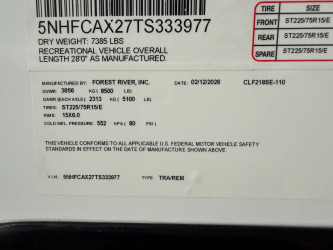 5NHFCAX27TS333977
DRY WEIGHT: 7385 LBS
RECREATIONAL VEHICLE OVERALL
LENGTH 28'0" AS MANUFACTURED.
TIRE SIZE
FRONT ST225/75R15/E
REAR ST225/75R15/E
SPARE ST225/75R15/E
MANUFACTURED BY: FOREST RIVER, INC. 02/12/2026 CLF218SE-110
GVWR: 3856 KG ( 8500 LB)
GAWR (EACH AXLE) 2313 KG ( 5100 LB)
TIRES: ST225/75R15/E
RIMS: 15X6.0
COLD INFL. PRESSURE: 552 KPA ( 80 PSI)
THIS VEHICLE CONFORMS TO ALL APPLICABLE U.S. FEDERAL MOTOR VEHICLE SAFETY
STANDARDS IN EFFECT ON THE DATE OF MANUFACTURE SHOWN ABOVE.
V.I.N.: 5NHFCAX27TS333977 TYPE: TRA/REM